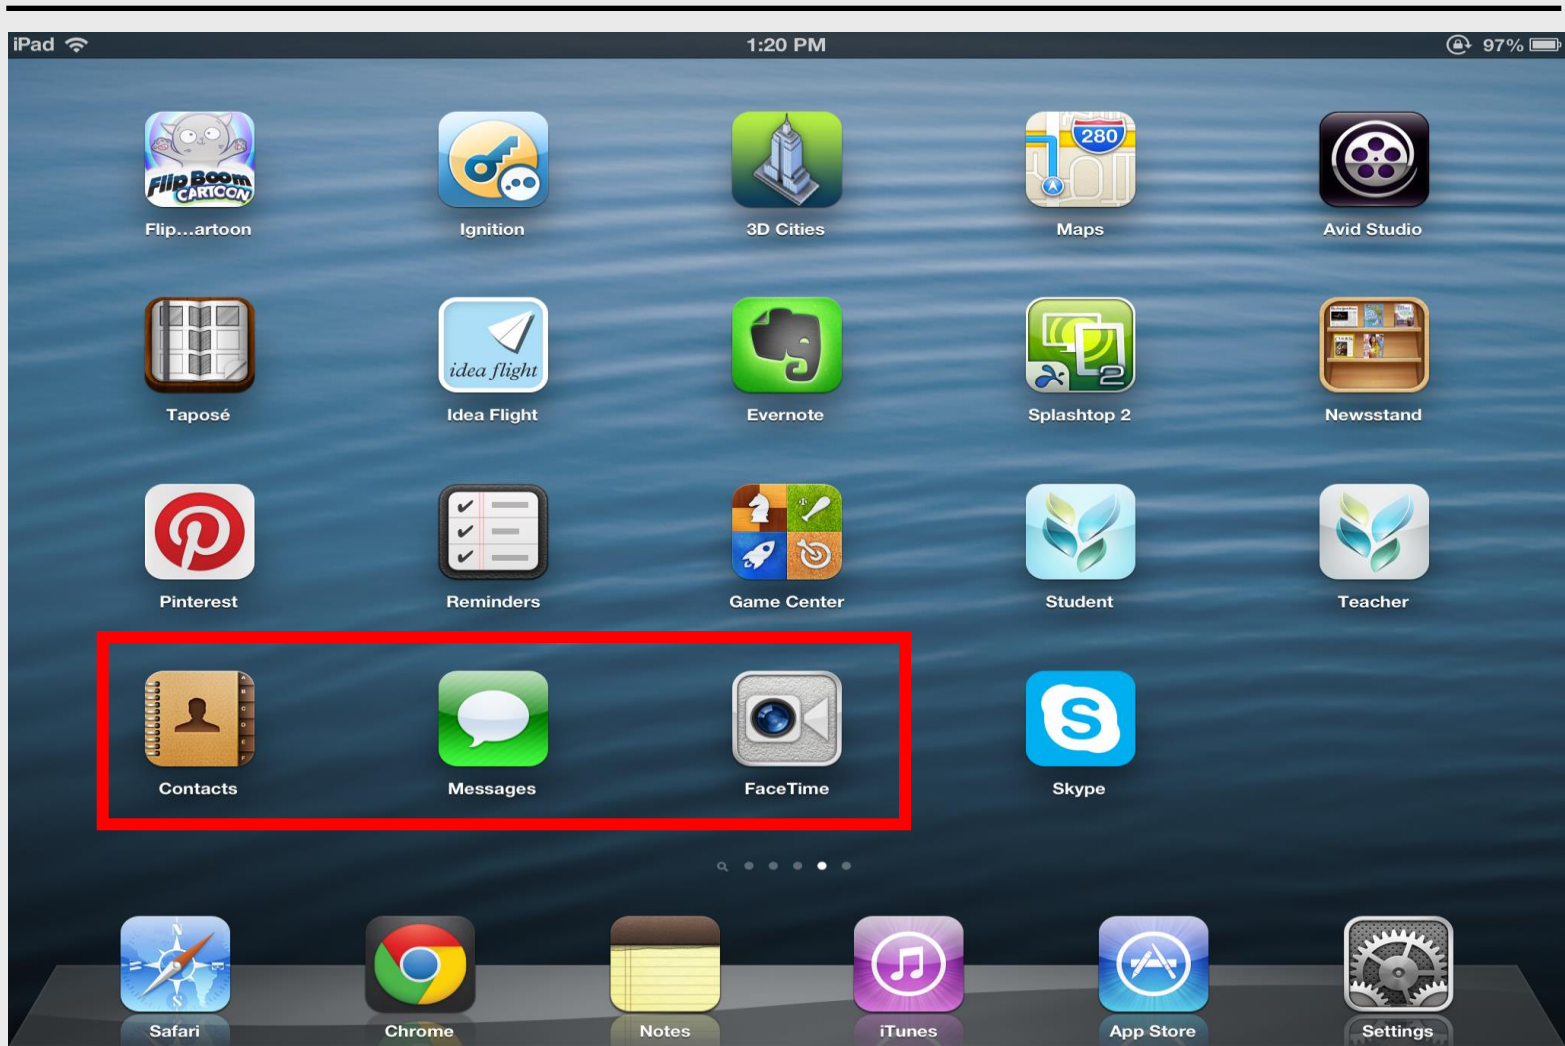 iPad 1:20 PM 97%
Flip Boom
CARTOON
280
Flip...artoon Ignition 3D Cities Maps Avid Studio
idea flight
2
Taposé Idea Flight Evernote Splashtop 2 Newsstand
Pinterest Reminders Game Center Student Teacher
A
B
C
D
E
F
S
Contacts Messages FaceTime Skype
N
S
Safari Chrome Notes iTunes App Store Settings